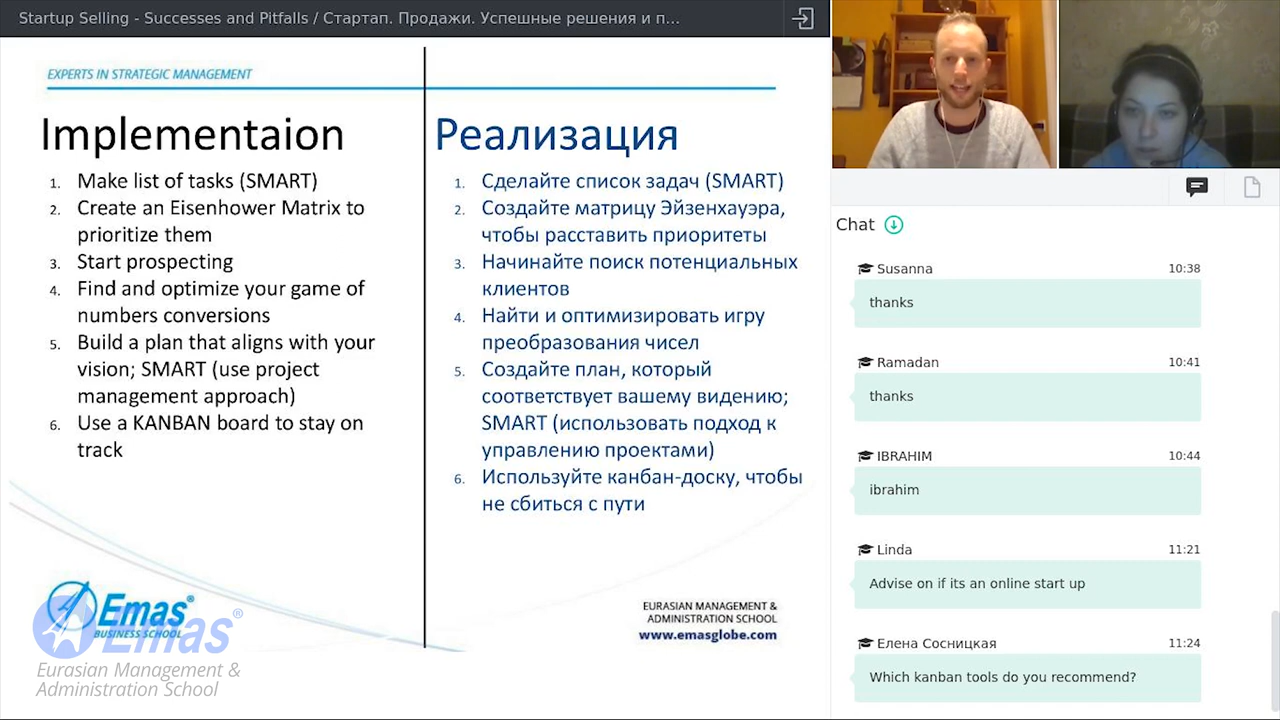 Startup Selling - Successes and Pitfalls / Стартап. Продажи. Успешные решения и п...
EXPERTS IN STRATEGIC MANAGEMENT
Implementaion
1. Make list of tasks (SMART)
2. Create an Eisenhower Matrix to
prioritize them
3. Start prospecting
4. Find and optimize your game of
numbers conversions
5. Build a plan that aligns with your
vision; SMART (use project
management approach)
6. Use a KANBAN board to stay on
track
Реализация
1. Сделайте список задач (SMART)
2. Создайте матрицу Эйзенхауэра,
чтобы расставить приоритеты
3. Начинайте поиск потенциальных
клиентов
4. Найти и оптимизировать игру
преобразования чисел
5. Создайте план, который
соответствует вашему видению;
SMART (использовать подход к
управлению проектами)
6. Используйте канбан-доску, чтобы
не сбиться с пути
Emas®
BUSINESS SCHOOL
Emas®
Eurasian Management &
Administration School
EURASIAN MANAGEMENT &
ADMINISTRATION SCHOOL
www.emasglobe.com
Chat
Susanna 10:38
thanks
Ramadan 10:41
thanks
IBRAHIM 10:44
ibrahim
Linda 11:21
Advise on if its an online start up
Елена Сосницкая 11:24
Which kanban tools do you recommend?